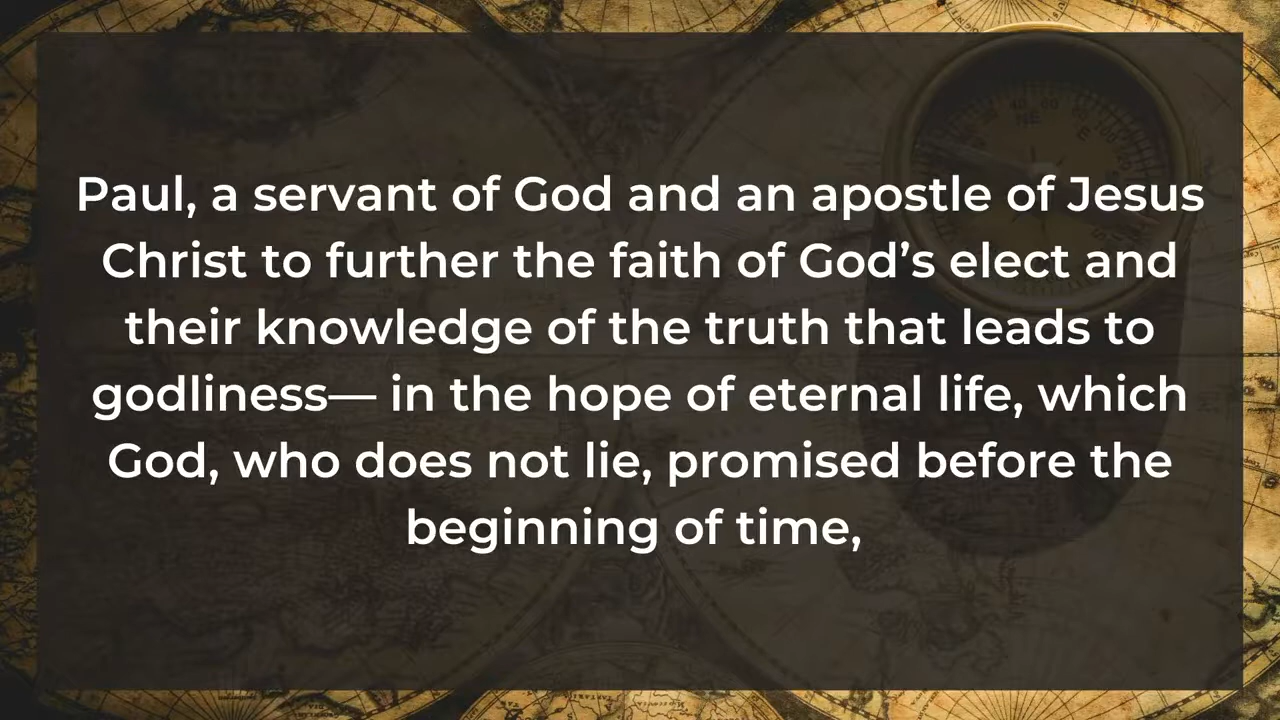 Paul, a servant of God and an apostle of Jesus
Christ to further the faith of God’s elect and
their knowledge of the truth that leads to
godliness— in the hope of eternal life, which
God, who does not lie, promised before the
beginning of time,